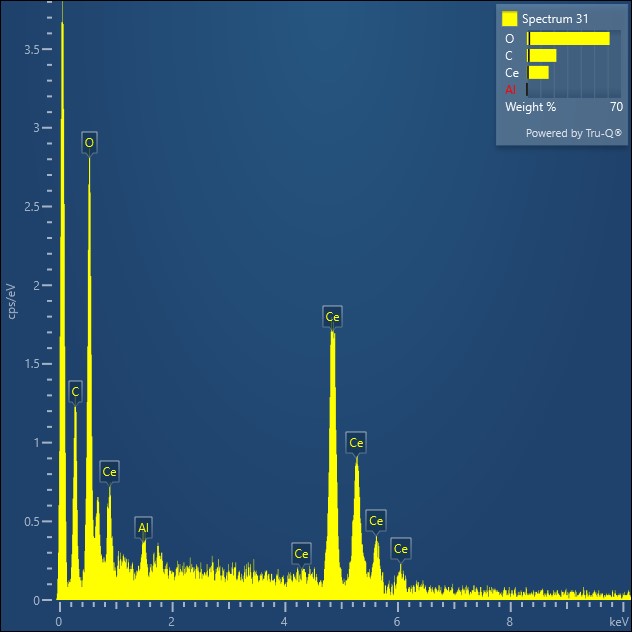 Spectrum 31
O
C
Ce
Al
Weight % 70
Powered by Tru-Q®
cps/eV
3.5
3
2.5
2
1.5
1
0.5
0
O
C
Ce
Al
Ce
Ce
Ce
Ce
Ce
0 2 4 6 8 keV